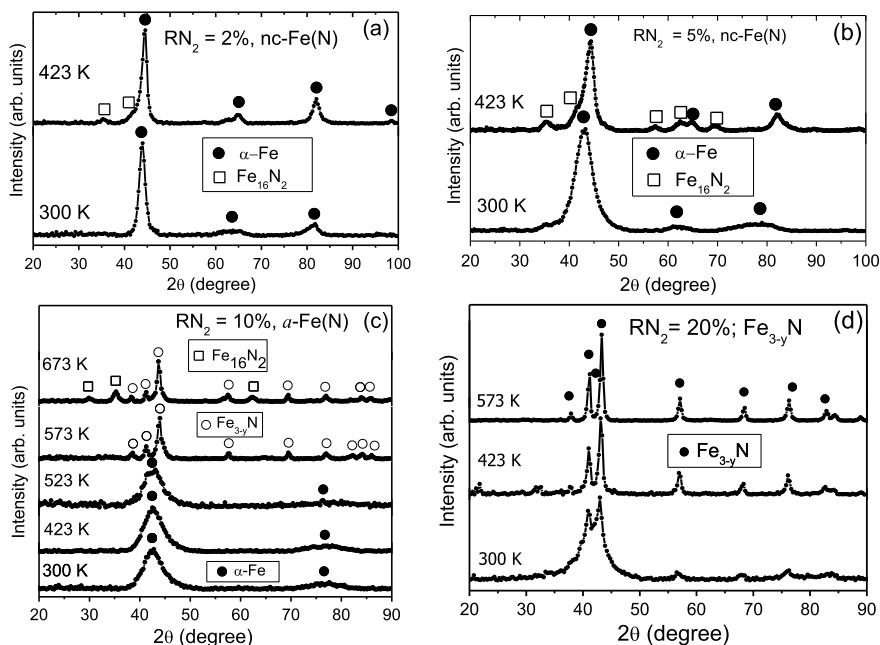 (a)
RN2 = 2%, nc-Fe(N)
423 K
α−Fe
Fe16N2
300 K
Intensity (arb. units)
20 30 40 50 60 70 80 90 100
2θ (degree)
(b)
RN2 = 5%, nc-Fe(N)
423 K
α−Fe
Fe16N2
300 K
Intensity (arb. units)
20 30 40 50 60 70 80 90 100
2θ (degree)
RN2 = 10%, a-Fe(N) (c)
Fe16N2
673 K
Fe3-yN
573 K
523 K
423 K
300 K
α-Fe
Intensity (arb. units)
20 30 40 50 60 70 80 90
2θ (degree)
(d)
RN2= 20%; Fe3-yN
573 K
Fe3-yN
423 K
300 K
Intensity (arb. units)
20 30 40 50 60 70 80 90
2θ (degree)